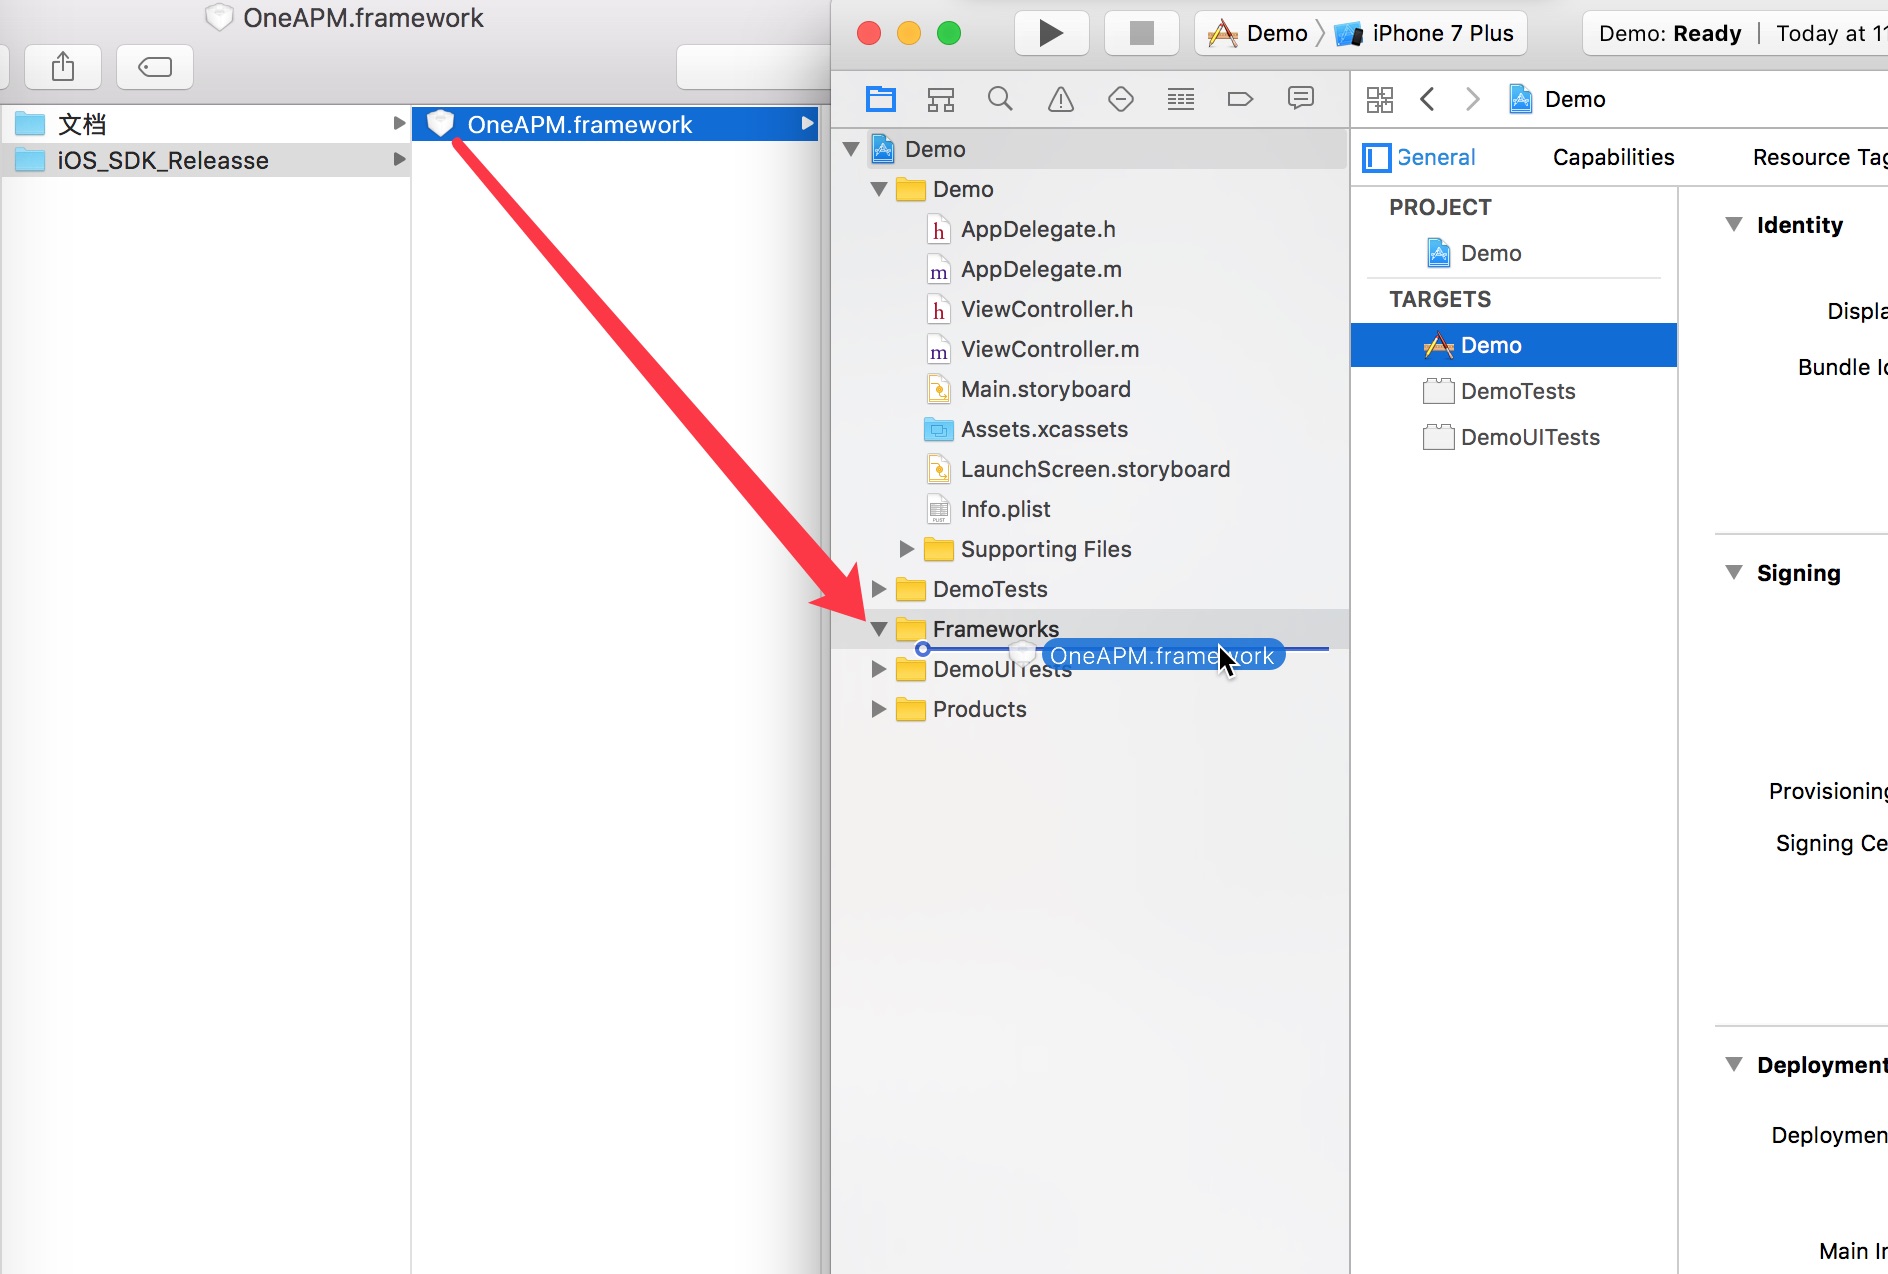 OneAPM.framework
文档
iOS_SDK_Releasse
OneAPM.framework
Demo
iPhone 7 Plus
Demo: Ready
Today at 11
Demo
Demo
AppDelegate.h
AppDelegate.m
ViewController.h
ViewController.m
Main.storyboard
Assets.xcassets
LaunchScreen.storyboard
Info.plist
Supporting Files
DemoTests
Frameworks
OneAPM.framework
DemoUITests
Products
Demo
General
Capabilities
Resource Tag
PROJECT
Demo
TARGETS
Demo
DemoTests
DemoUITests
Identity
Displa
Bundle Id
Signing
Provisioning
Signing Ce
Deployment
Deploymen
Main In